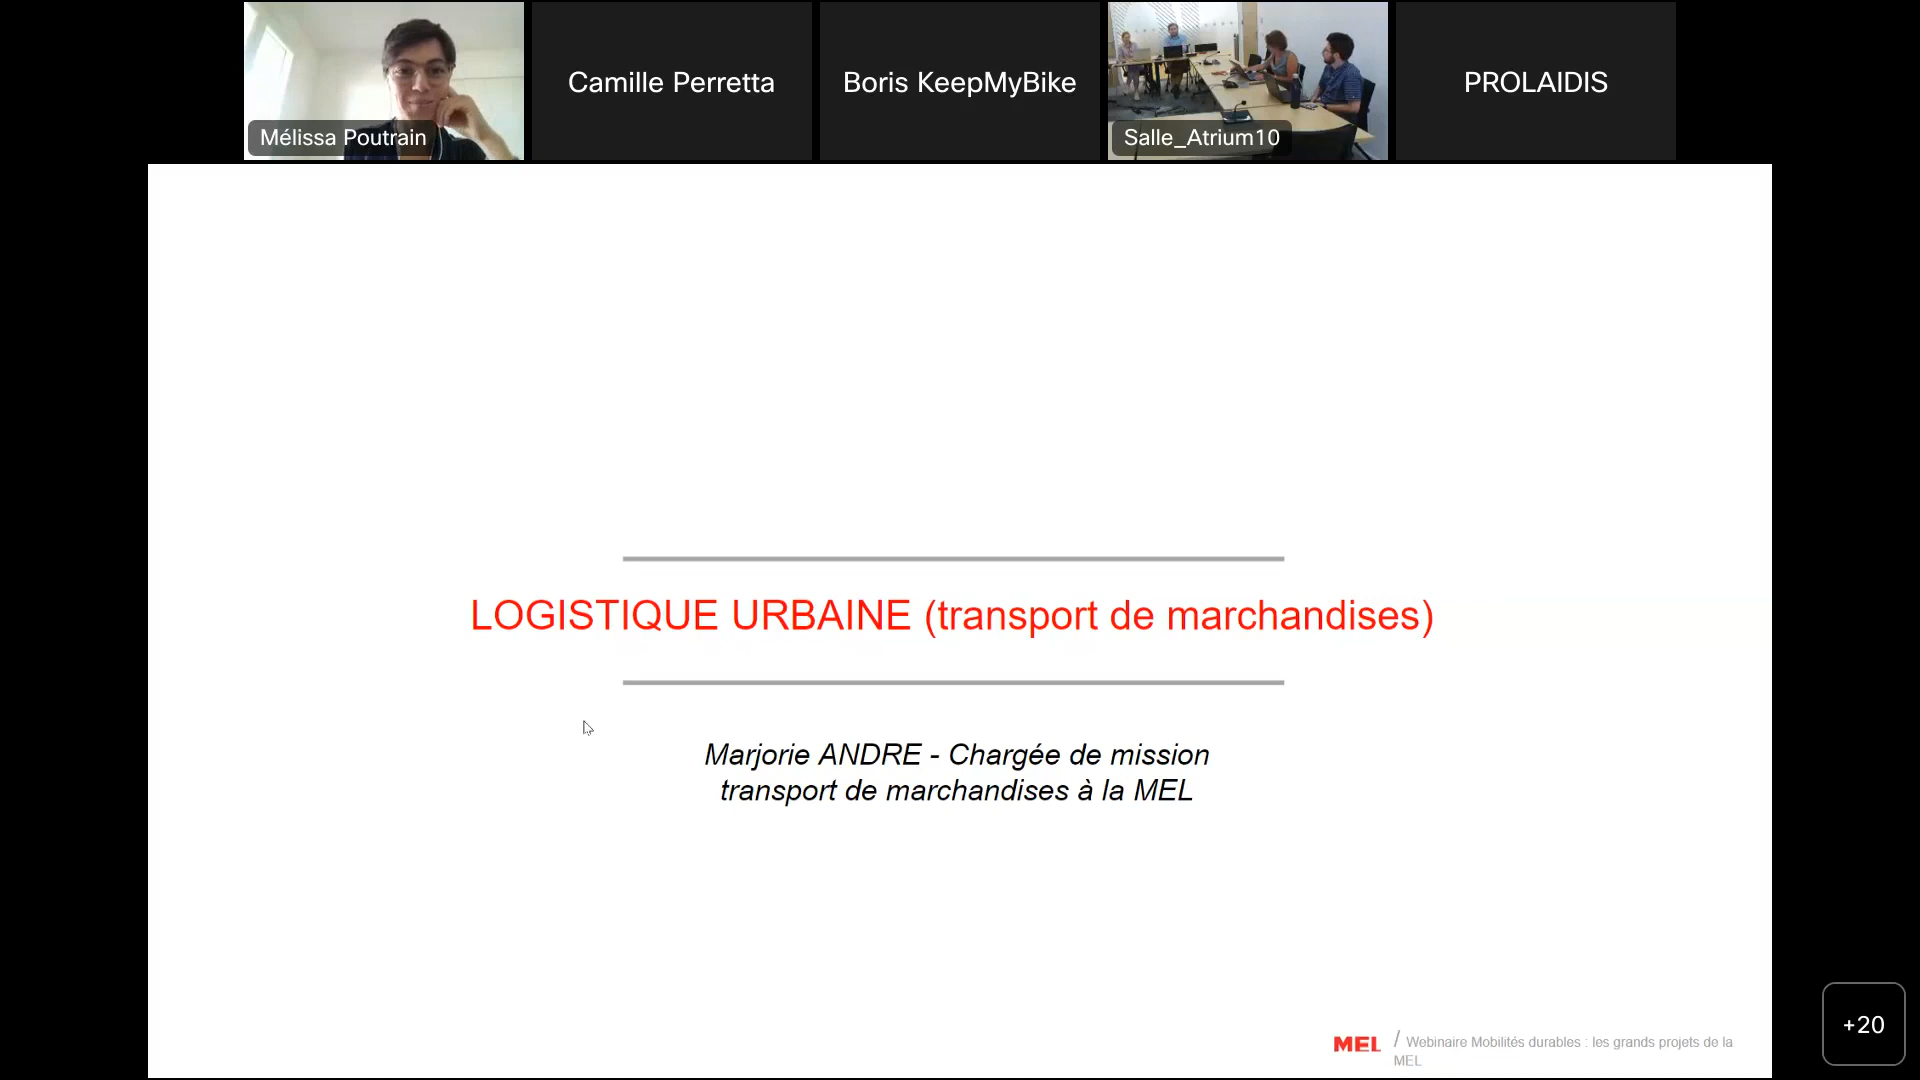 Mélissa Poutrain
Camille Perretta
Boris KeepMyBike
Salle_Atrium10
PROLAIDIS
LOGISTIQUE URBAINE (transport de marchandises)
Marjorie ANDRE - Chargée de mission
transport de marchandises à la MEL
MEL / Webinaire Mobilités durables : les grands projets de la
MEL
+20